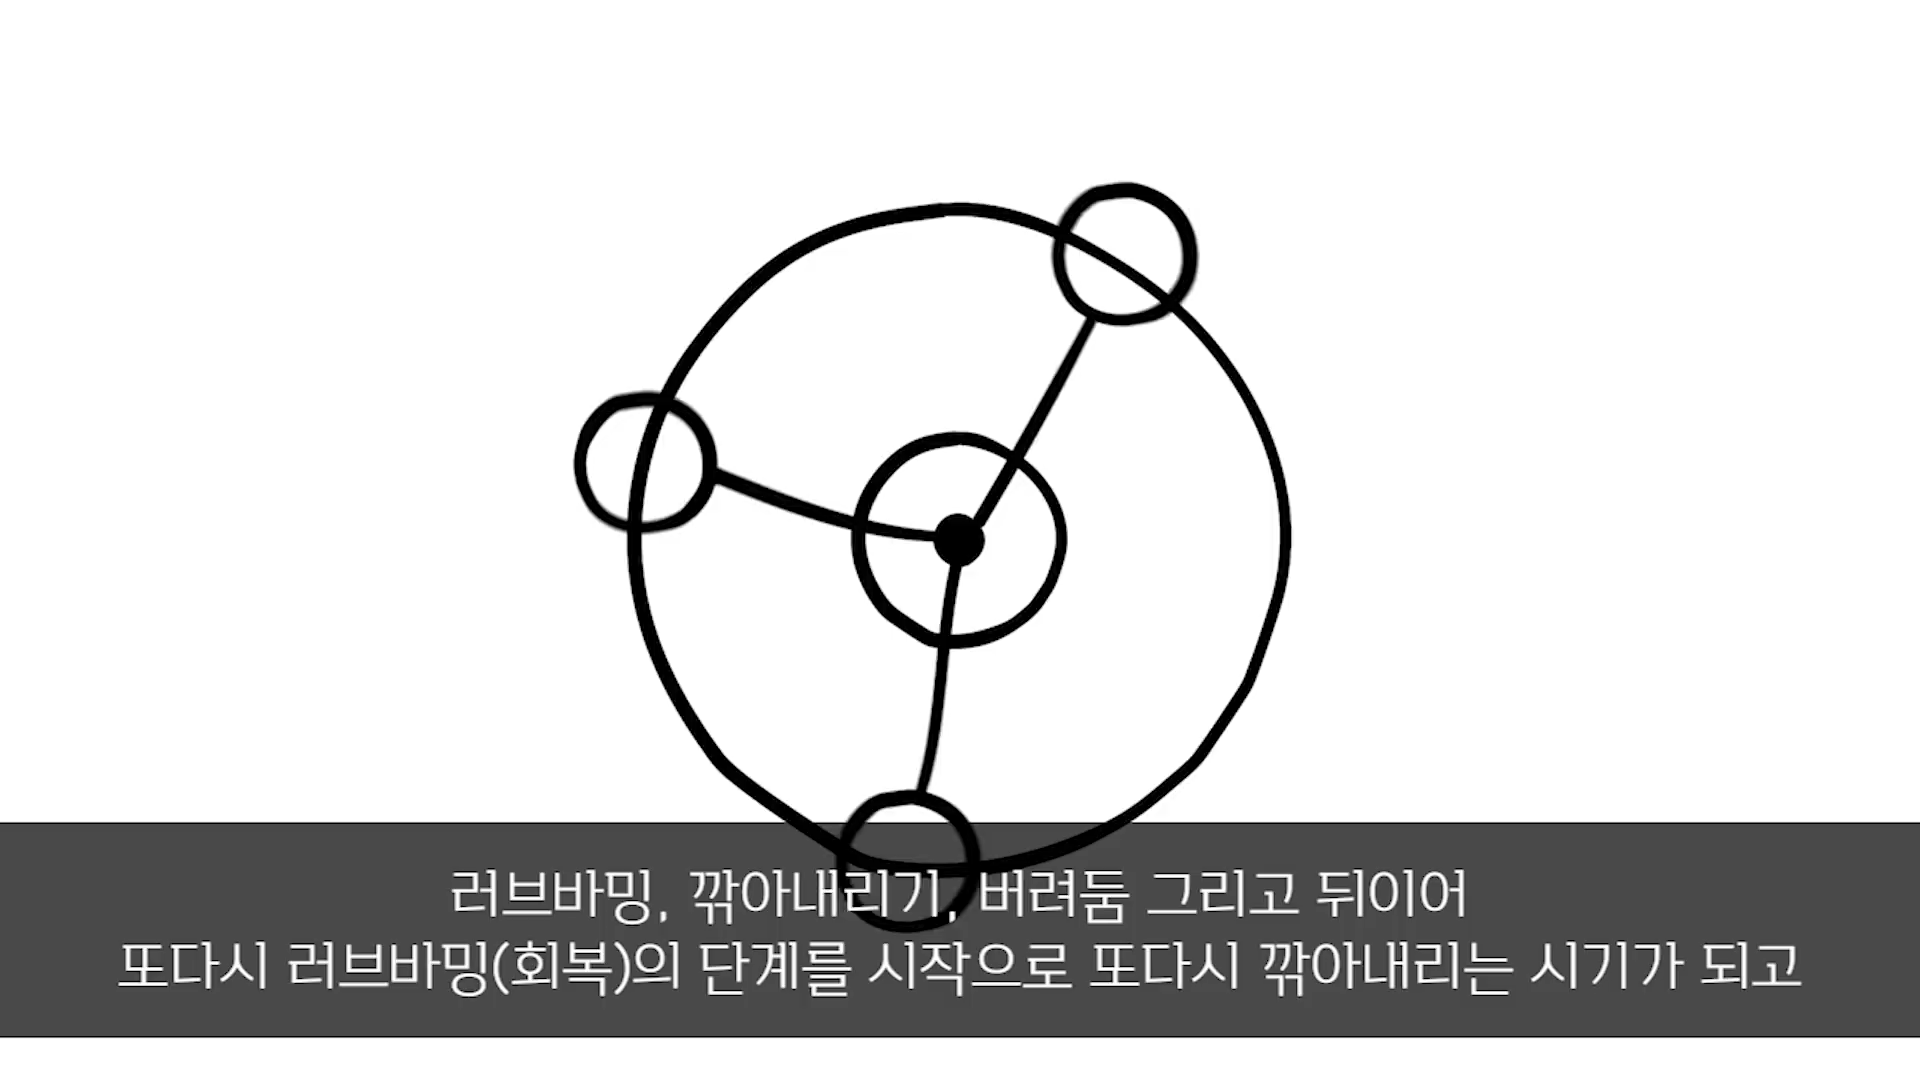 러브바밍, 깎아내리기, 버려둠 그리고 뒤이어
또다시 러브바밍(회복)의 단계를 시작으로 또다시 깎아내리는 시기가 되고